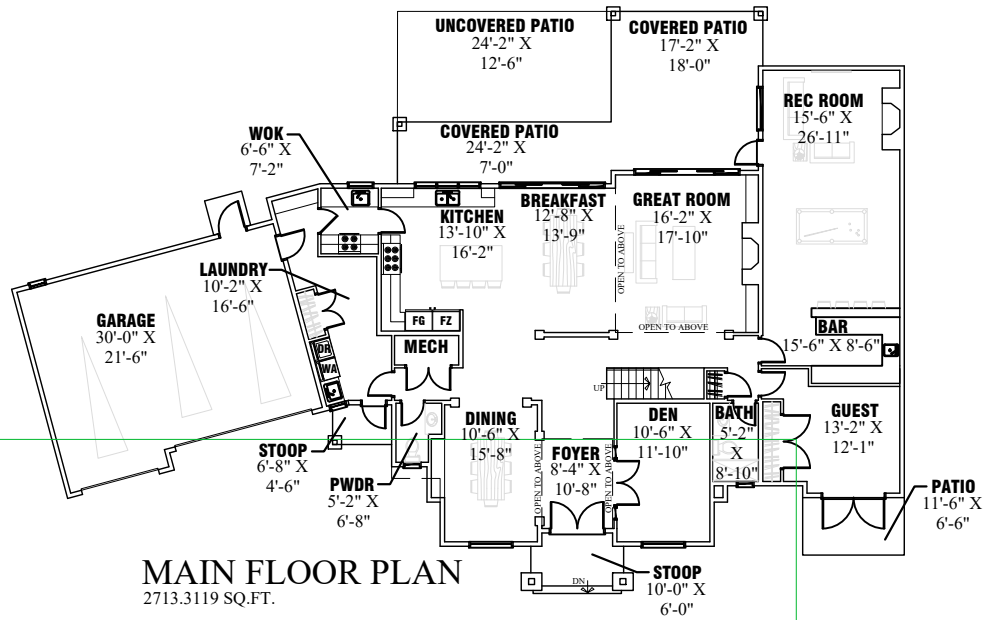 UNCOVERED PATIO
24'-2" X
12'-6"
COVERED PATIO
17'-2" X
18'-0"
REC ROOM
15'-6" X
26'-11"
WOK
6'-6" X
7'-2"
COVERED PATIO
24'-2" X
7'-0"
KITCHEN
13'-10" X
16'-2"
BREAKFAST
12'-8" X
13'-9"
GREAT ROOM
16'-2" X
17'-10"
OPEN TO ABOVE
OPEN TO ABOVE
LAUNDRY
10'-2" X
16'-6"
GARAGE
30'-0" X
21'-6"
FG
FZ
MECH
DR
WA
BAR
15'-6" X 8'-6"
UP
STOOP
6'-8" X
4'-6"
PWDR
5'-2" X
6'-8"
DINING
10'-6" X
15'-8"
OPEN TO ABOVE
FOYER
8'-4" X
10'-8"
OPEN TO ABOVE
DEN
10'-6" X
11'-10"
BATH
5'-2"
X
8'-10"
GUEST
13'-2" X
12'-1"
PATIO
11'-6" X
6'-6"
DN
STOOP
10'-0" X
6'-0"
MAIN FLOOR PLAN
2713.3119 SQ.FT.